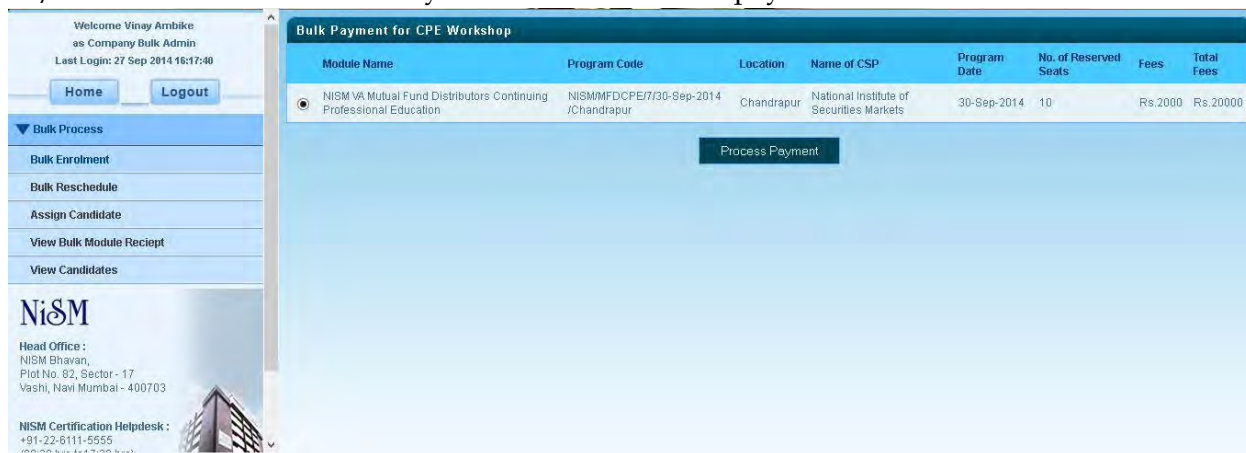 Welcome Vinay Ambike
as Company Bulk Admin
Last Login: 27 Sep 2014 16:17:40
Home Logout
Bulk Process
Bulk Enrolment
Bulk Reschedule
Assign Candidate
View Bulk Module Reciept
View Candidates
NiSM
Head Office :
NISM Bhavan,
Plot No. 82, Sector - 17
Vashi, Navi Mumbai - 400703
NISM Certification Helpdesk :
+91-22-6111-5555
Bulk Payment for CPE Workshop
Module Name Program Code Location Name of CSP Program Date No. of Reserved Seats Fees Total Fees
NISM VA Mutual Fund Distributors Continuing NISM/MFDCPE/7/30-Sep-2014 Chandrapur National Institute of 30-Sep-2014 10 Rs.2000 Rs.20000
Professional Education /Chandrapur Securities Markets
Process Payment